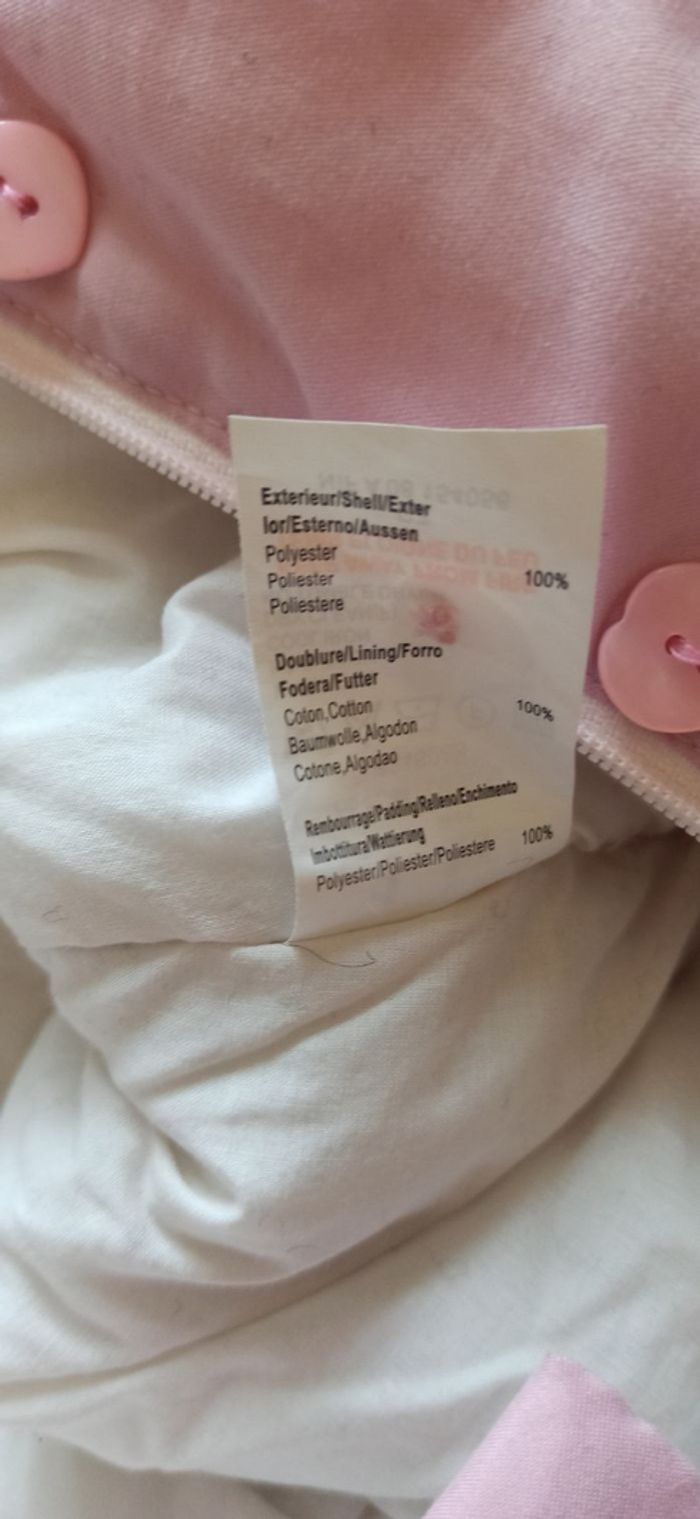 Exterieur/Shell/Exter
Ior/Esterno/Aussen
Polyester
Poliester 100%
Poliestere
Doublure/Lining/Forro
Fodera/Futter
Coton,Cotton 100%
Baumwolle,Algodon
Cotone,Algodao
Rembourrage/Padding/Relleno/Enchimento
Imbottitura/Wattierung
Polyester/Poliester/Poliestere 100%